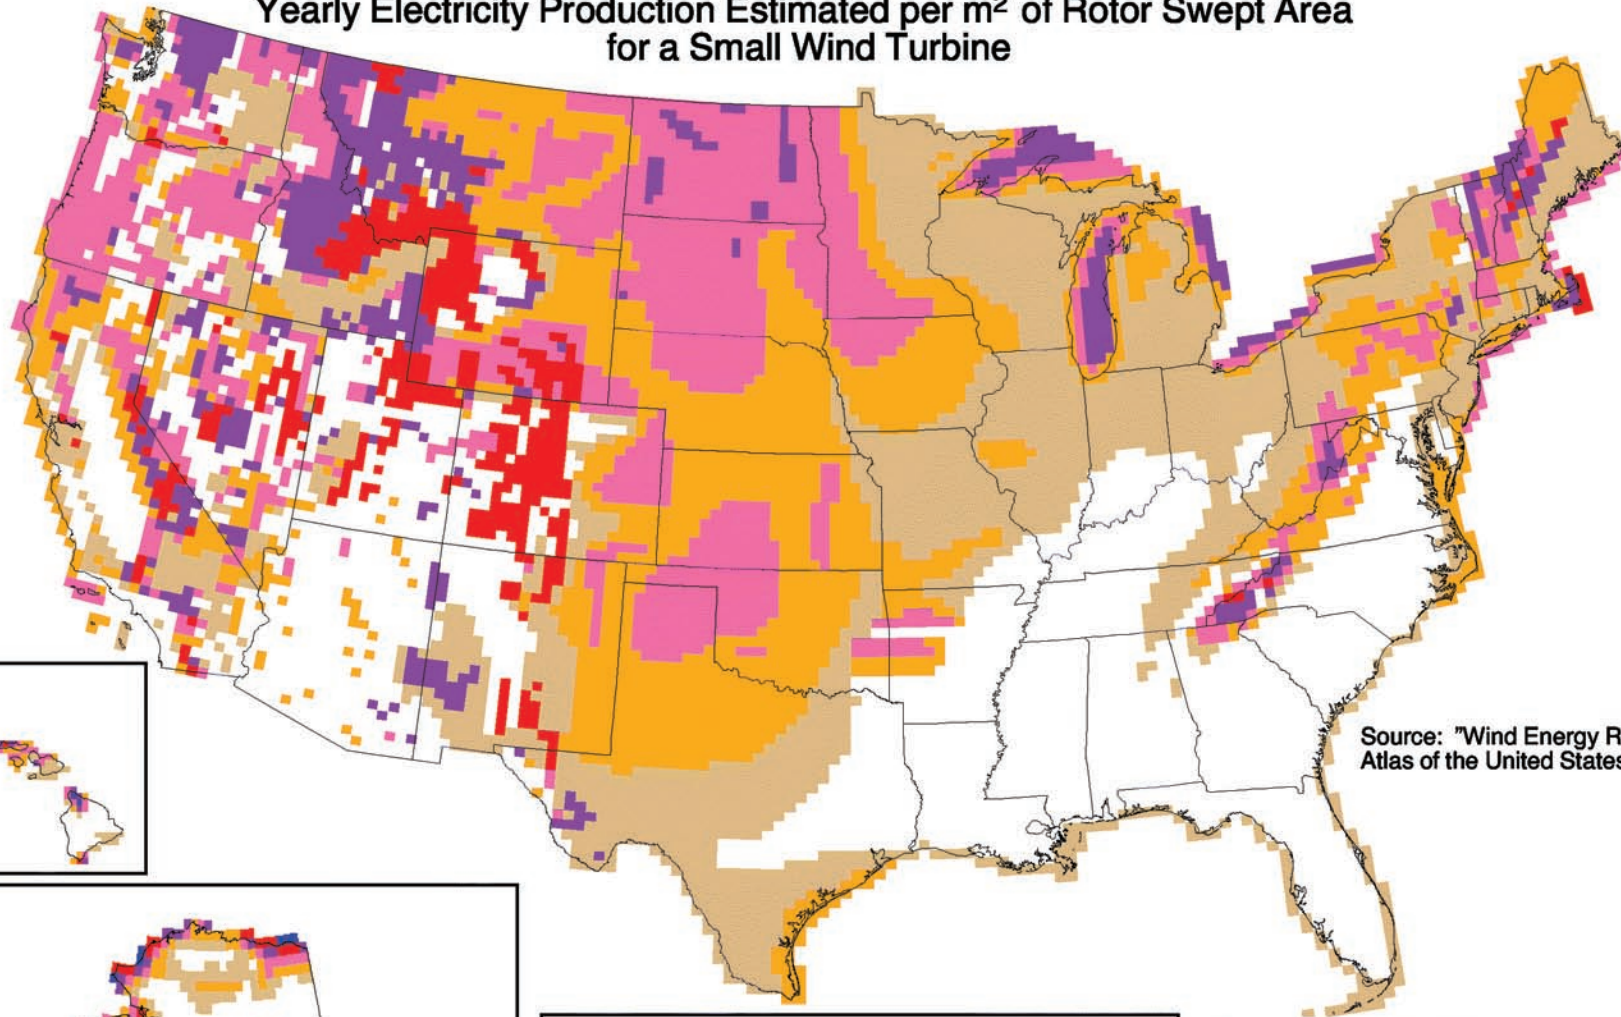 Yearly Electricity Production Estimated per m² of Rotor Swept Area
for a Small Wind Turbine
Source: "Wind Energy R
Atlas of the United States